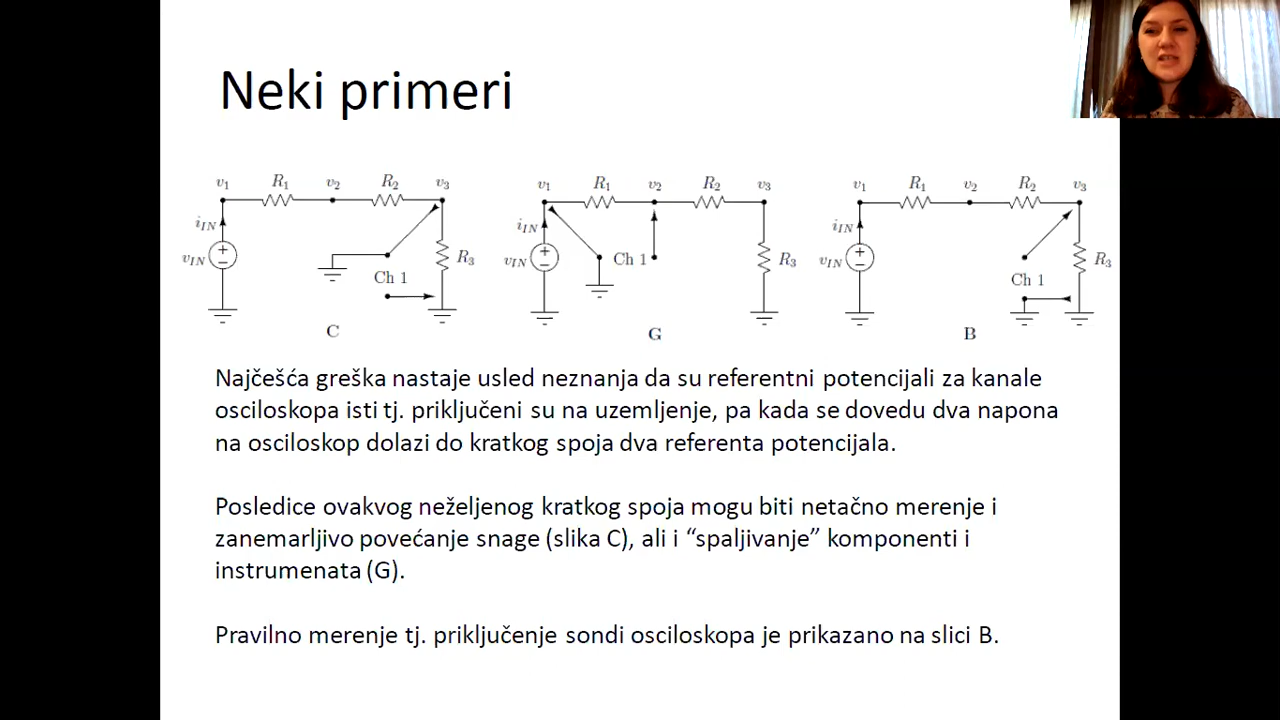 Neki primeri
v1 R1 v2 R2 v3
iIN
vIN
R3
Ch 1
C
v1 R1 v2 R2 v3
iIN
vIN
Ch 1
R3
G
v1 R1 v2 R2 v3
iIN
vIN
R3
Ch 1
B
Najčešća greška nastaje usled neznanja da su referentni potencijali za kanale
osciloskopa isti tj. priključeni su na uzemljenje, pa kada se dovedu dva napona
na osciloskop dolazi do kratkog spoja dva referenta potencijala.
Posledice ovakvog neželjenog kratkog spoja mogu biti netačno merenje i
zanemarljivo povećanje snage (slika C), ali i “spaljivanje” komponenti i
instrumenata (G).
Pravilno merenje tj. priključenje sondi osciloskopa je prikazano na slici B.